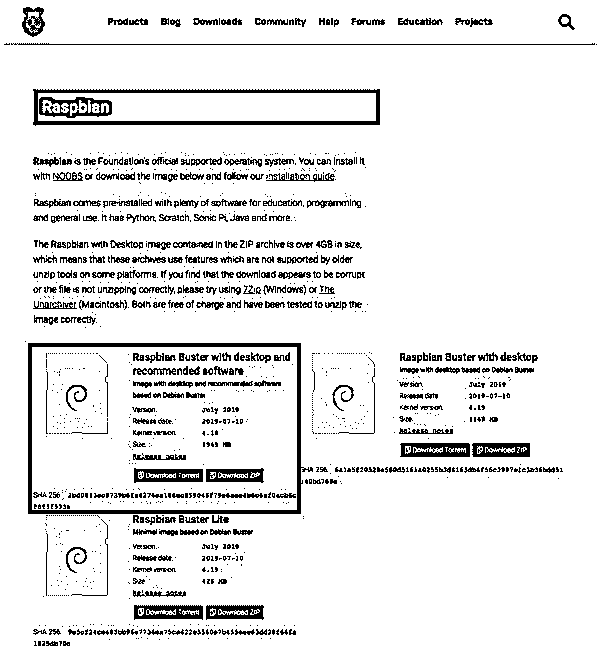 Products Blog Downloads Community Help Forums Education Projects
Raspbian
Raspbian is the Foundation's official supported operating system. You can install it
with NOOBS or download the image below and follow our installation guide.
Raspbian comes pre-installed with plenty of software for education, programming
and general use. It has Python, Scratch, Sonic Pi, Java and more.
The Raspbian with Desktop image contained in the ZIP archive is over 4GB in size,
which means that these archives use features which are not supported by older
unzip tools on some platforms. If you find that the download appears to be corrupt
or the file is not unzipping correctly, please try using 7Zip (Windows) or The
Unarchiver (Macintosh). Both are free of charge and have been tested to unzip the
image correctly.
Raspbian Buster with desktop and
recommended software
Image with desktop and recommended software
based on Debian Buster
Version: July 2019
Release date: 2019-07-10
Kernel version: 4.19
Size: 1945 MB
Release notes
Download Torrent Download ZIP
SHA 256:
Raspbian Buster with desktop
Image with desktop based on Debian Buster
Version: July 2019
Release date: 2019-07-10
Kernel version: 4.19
Size: MB
Release notes
Download Torrent Download ZIP
SHA 256:
Raspbian Buster Lite
Minimal image based on Debian Buster
Version: July 2019
Release date: 2019-07-10
Kernel version: 4.19
Size: 426 MB
Release notes
Download Torrent Download ZIP
SHA 256: